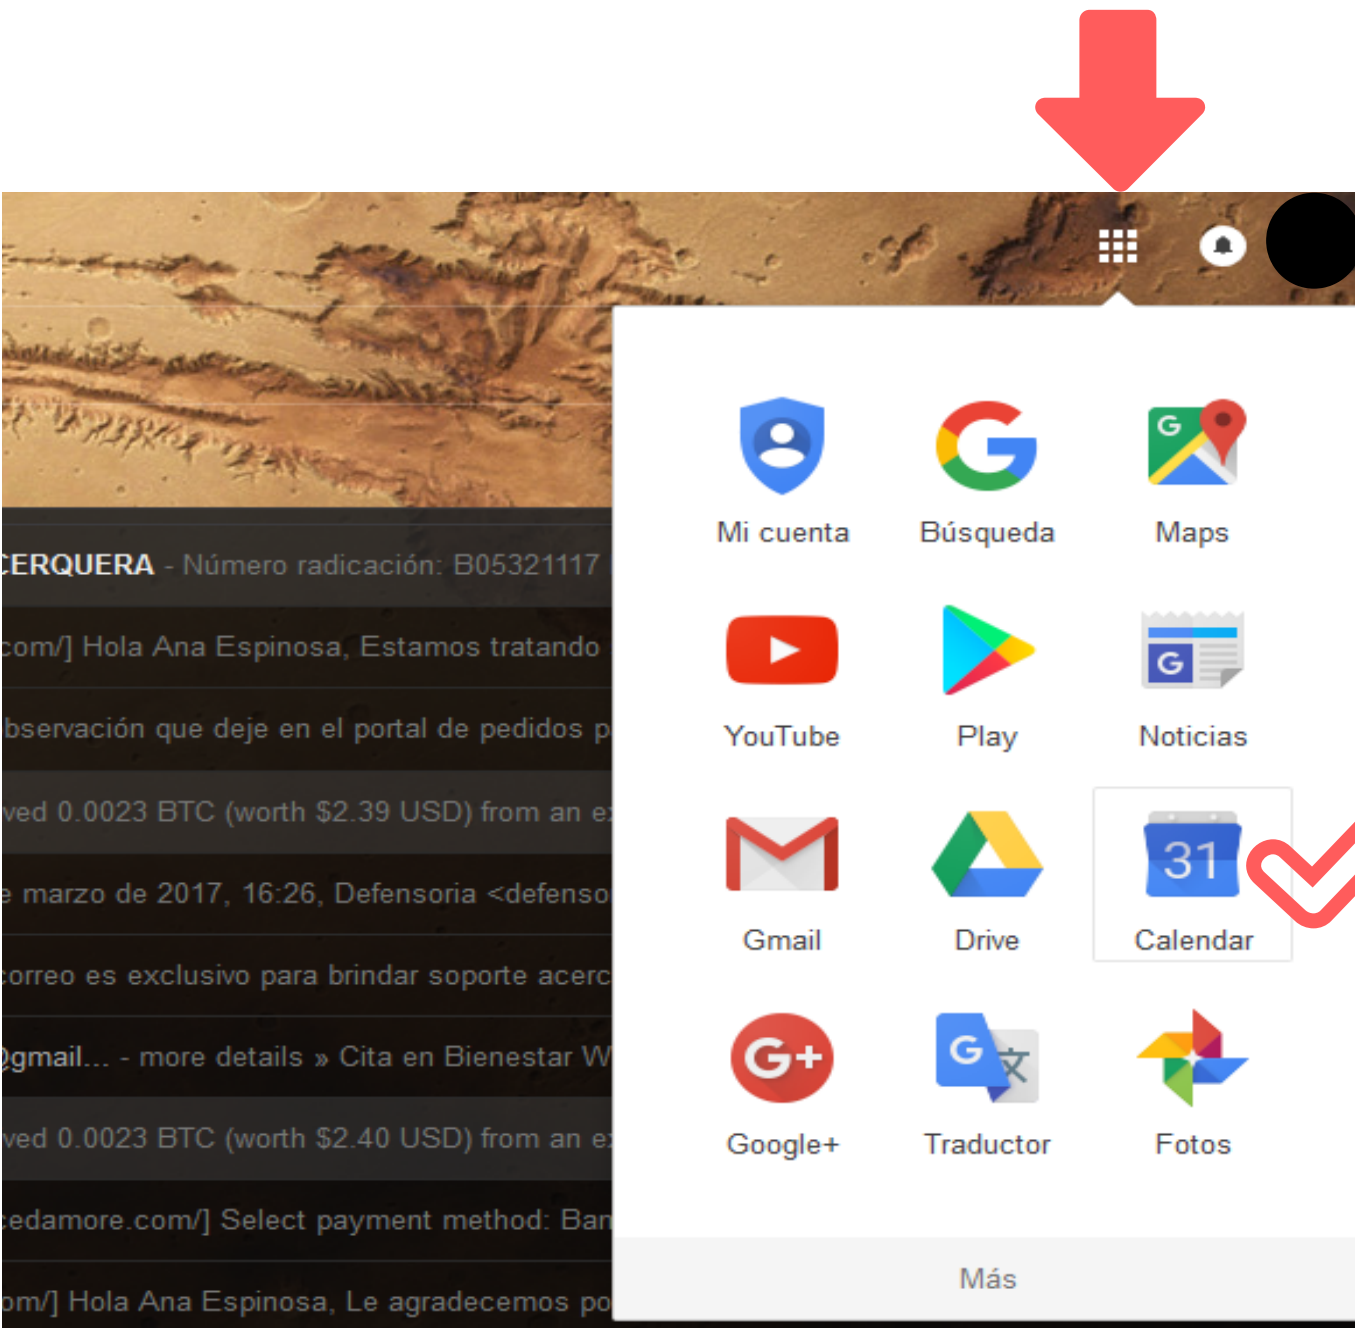 Mi cuenta
Búsqueda
G
Maps
CERQUERA - Número radicación: B05321117
com/] Hola Ana Espinosa, Estamos tratando
YouTube
Play
G
Noticias
bservación que deje en el portal de pedidos p
ved 0.0023 BTC (worth $2.39 USD) from an e
31
e marzo de 2017, 16:26, Defensoria <defenso
Gmail
Drive
Calendar
correo es exclusivo para brindar soporte acerc
@gmail... - more details » Cita en Bienestar W
G+
G
文
ved 0.0023 BTC (worth $2.40 USD) from an e
Google+
Traductor
Fotos
cedamore.com/] Select payment method: Ban
om/] Hola Ana Espinosa, Le agradecemos po
Más